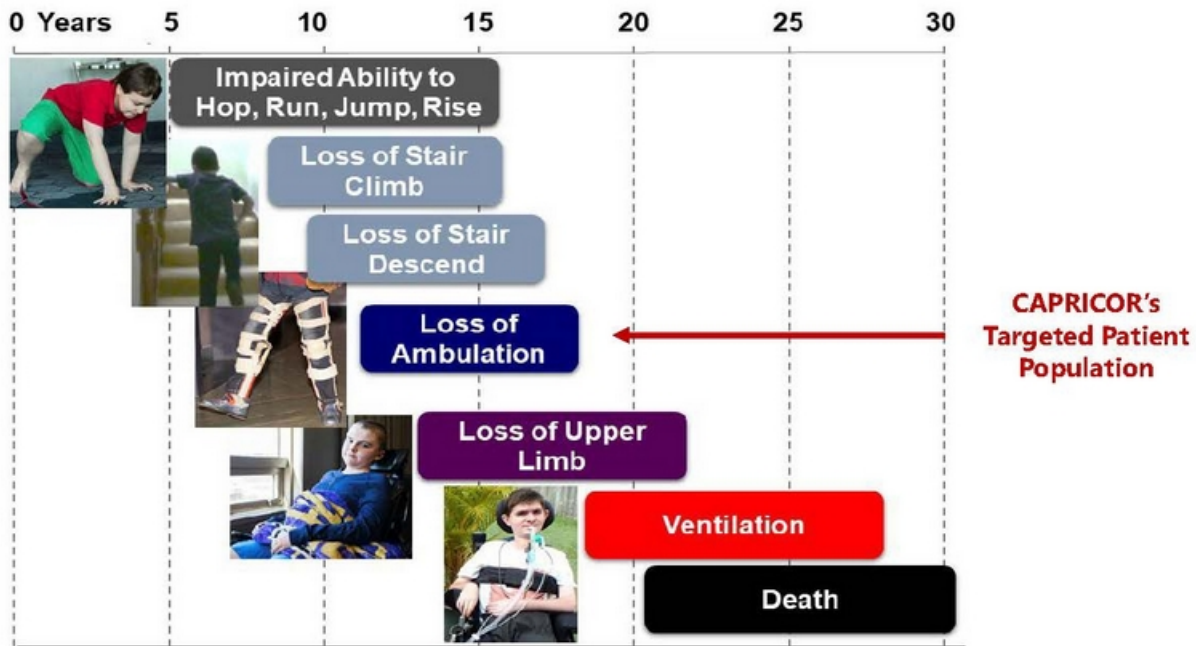 0 Years 5 10 15 20 25 30
Impaired Ability to
Hop, Run, Jump, Rise
Loss of Stair
Climb
Loss of Stair
Descend
Loss of
Ambulation
CAPRICOR's
Targeted Patient
Population
Loss of Upper
Limb
Ventilation
Death